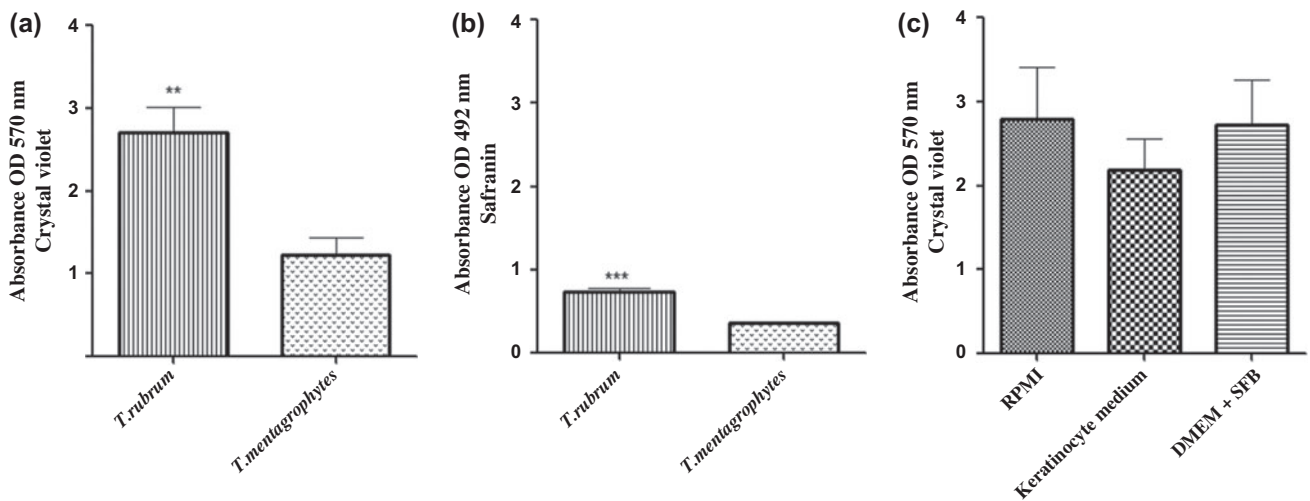 (a)
Absorbance OD 570 nm
Crystal violet
4
3
2
1
**
T.rubrum
T.mentagrophytes
(b)
Absorbance OD 492 nm
Safranin
4
3
2
1
0
***
T.rubrum
T.mentagrophytes
(c)
Absorbance OD 570 nm
Crystal violet
4
3
2
1
0
RPMI
Keratinocyte medium
DMEM + SFB